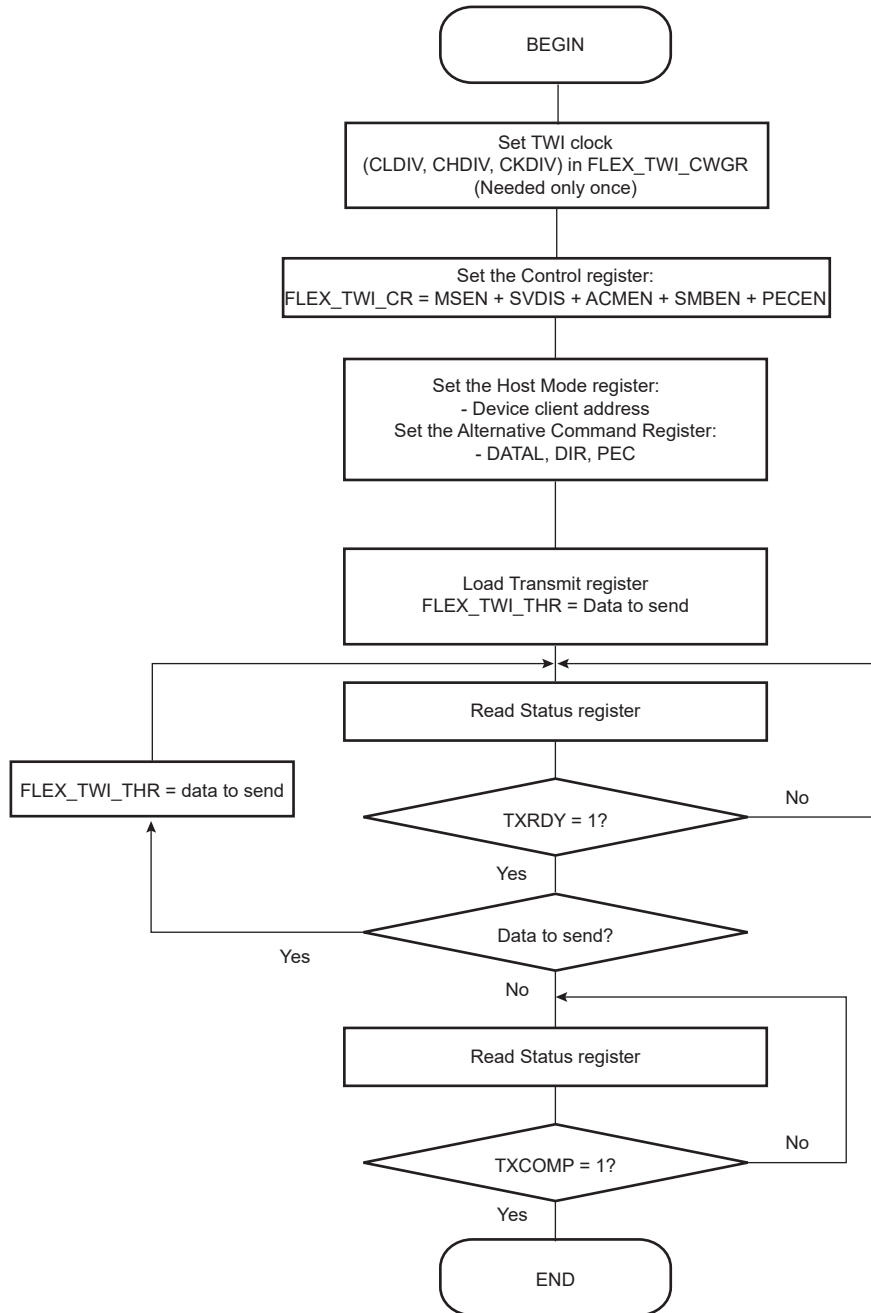 BEGIN
Set TWI clock
(CLDIV, CHDIV, CKDIV) in FLEX_TWI_CWGR
(Needed only once)
Set the Control register:
FLEX_TWI_CR = MSEN + SVDIS + ACMEN + SMBEN + PECEN
Set the Host Mode register:
- Device client address
Set the Alternative Command Register:
- DATAL, DIR, PEC
Load Transmit register
FLEX_TWI_THR = Data to send
Read Status register
FLEX_TWI_THR = data to send
TXRDY = 1?
No
Yes
Data to send?
Yes
No
Read Status register
TXCOMP = 1?
No
Yes
END